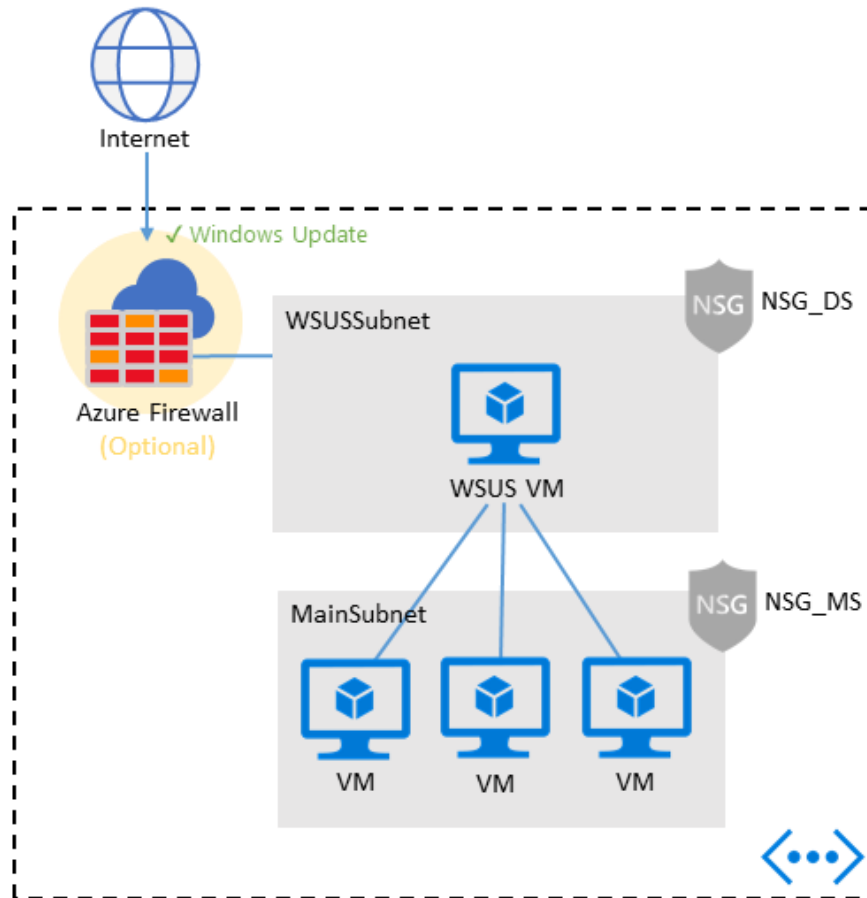 Internet
✓ Windows Update
WSUSSubnet
NSG
NSG_DS
Azure Firewall
(Optional)
WSUS VM
MainSubnet
NSG
NSG_MS
VM
VM
VM